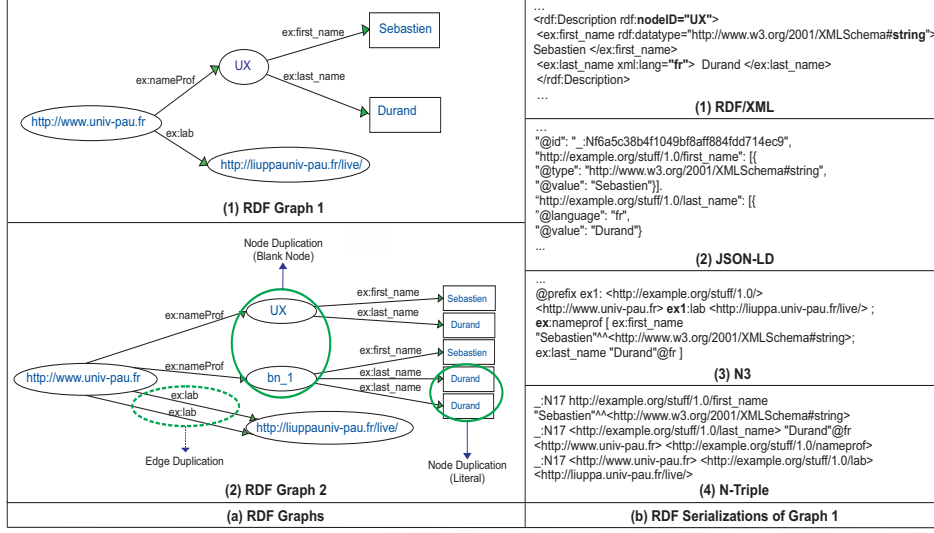 ex:first_name
Sebastien
UX
ex:nameProf
ex:last_name
Durand
http://www.univ-pau.fr
ex:lab
http://liuppauniv-pau.fr/live/
(1) RDF Graph 1
Node Duplication
(Blank Node)
ex:first_name
Sebastien
UX
ex:nameProf
ex:last_name
Durand
ex:first_name
Sebastien
ex:nameProf
http://www.univ-pau.fr
bn_1
ex:last_name
Durand
ex:last_name
Durand
ex:lab
ex:lab
http://liuppauniv-pau.fr/live/
Edge Duplication
Node Duplication
(Literal)
(2) RDF Graph 2
(a) RDF Graphs
...
<rdf:Description rdf:nodeID="UX">
<ex:first_name rdf:datatype="http://www.w3.org/2001/XMLSchema#string">
Sebastien </ex:first_name>
<ex:last_name xml:lang="fr"> Durand </ex:last_name>
</rdf:Description>
...
(1) RDF/XML
...
"@id": "_:Nf6a5c38b4f1049bf8aff884fdd714ec9",
"http://example.org/stuff/1.0/first_name": [{
"@type": "http://www.w3.org/2001/XMLSchema#string",
"@value": "Sebastien"}].
"http://example.org/stuff/1.0/last_name": [{
"@language": "fr",
"@value": "Durand"}
...
(2) JSON-LD
...
@prefix ex1: <http://example.org/stuff/1.0/>
<http://www.univ-pau.fr> ex1:lab <http://liuppa.univ-pau.fr/live/> ;
ex:nameprof [ ex:first_name
"Sebastien"^^<http://www.w3.org/2001/XMLSchema#string>;
ex:last_name "Durand"@fr ]
(3) N3
_:N17 http://example.org/stuff/1.0/first_name
"Sebastien"^^<http://www.w3.org/2001/XMLSchema#string>
_:N17 <http://example.org/stuff/1.0/last_name> "Durand"@fr
<http://www.univ-pau.fr> <http://example.org/stuff/1.0/nameprof>
_:N17 <http://www.univ-pau.fr> <http://example.org/stuff/1.0/lab>
<http://liuppa.univ-pau.fr/live/>
(4) N-Triple
(b) RDF Serializations of Graph 1